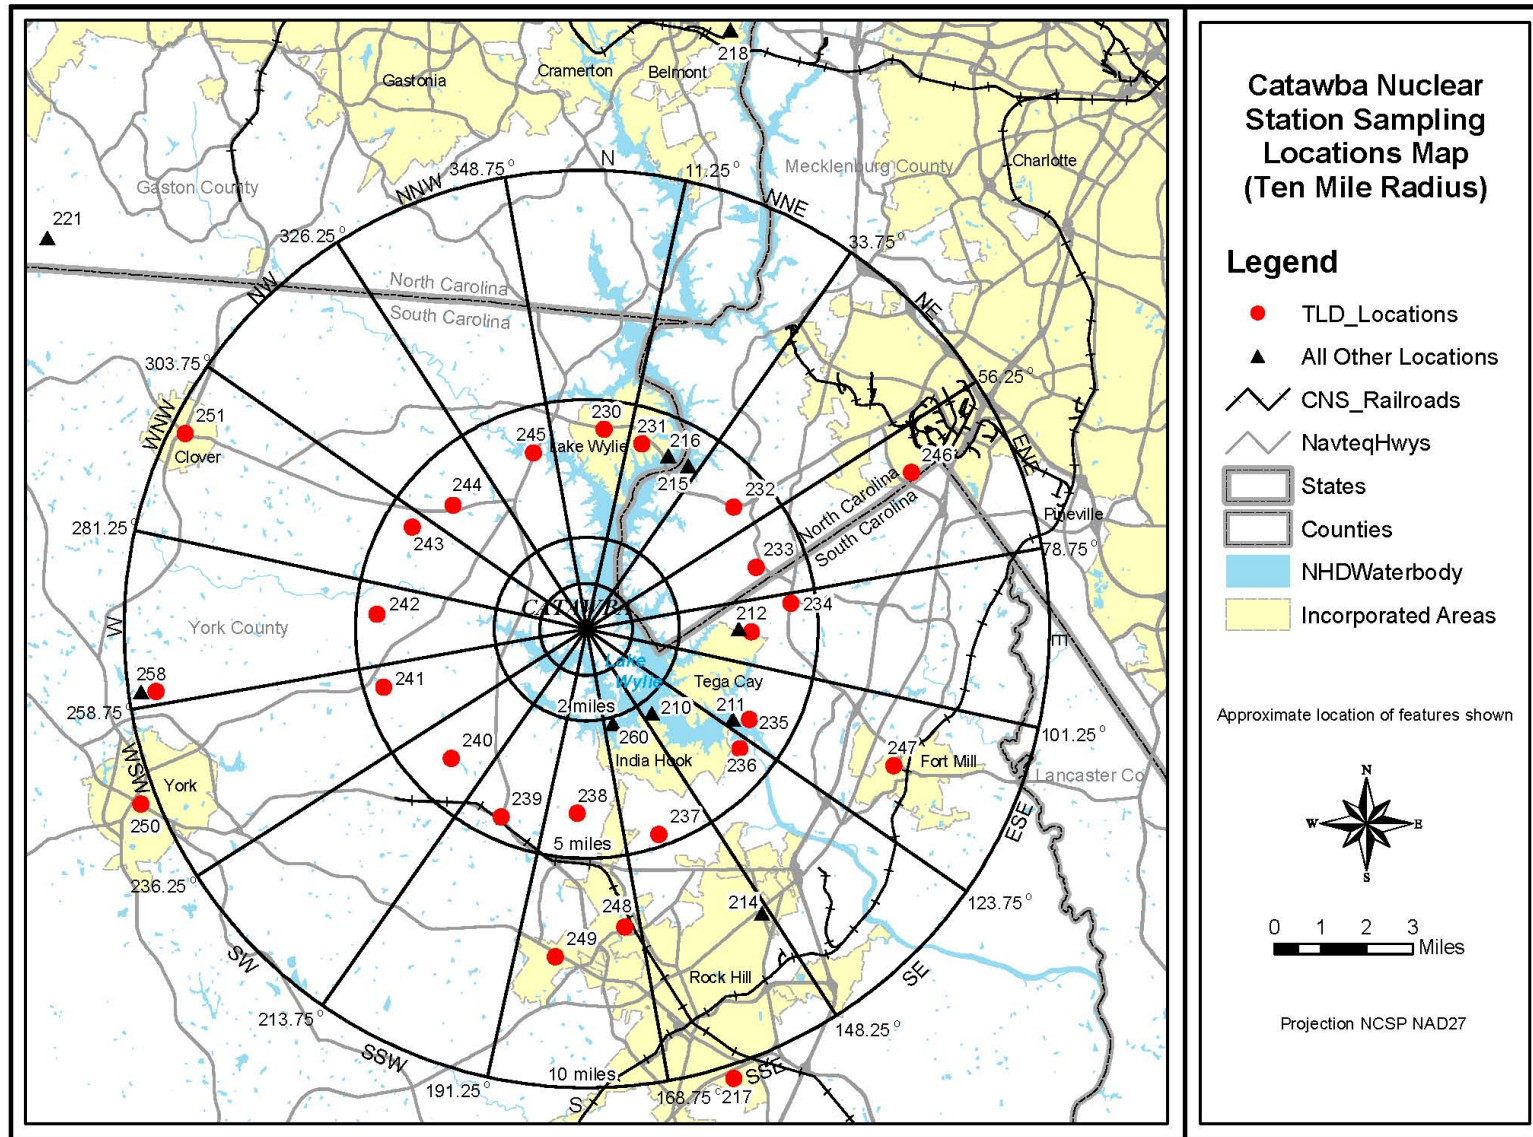 Catawba Nuclear
Station Sampling
Locations Map
(Ten Mile Radius)
Legend
TLD_Locations
All Other Locations
CNS_Railroads
NavteqHwys
States
Counties
NHDWaterbody
Incorporated Areas
Approximate location of features shown
N
W E
S
0 1 2 3
Miles
Projection NCSP NAD27
Gastonia
Cramerton
Belmont
218
Gaston County
Mecklenburg County
Charlotte
221
N
348.75°
11.25°
NNW
NNE
326.25°
33.75°
NW
NE
North Carolina
South Carolina
303.75°
56.25°
WNW
251
Clover
230
231
216
Lake Wylie
245
215
246
ENE
244
232
North Carolina
South Carolina
Pineville
243
281.25°
78.75°
233
242
CATAWBA
234
212
W
York County
E
Lake
Wylie
258
241
Tega Cay
258.75°
2 miles
210
211
235
101.25°
260
236
240
India Hook
247
Fort Mill
Lancaster Co
WSW
York
250
239
238
237
ESE
5 miles
236.25°
123.75°
248
214
249
SW
Rock Hill
SE
213.75°
148.25°
SSW
10 miles
SSE
191.25°
S
168.75°
217